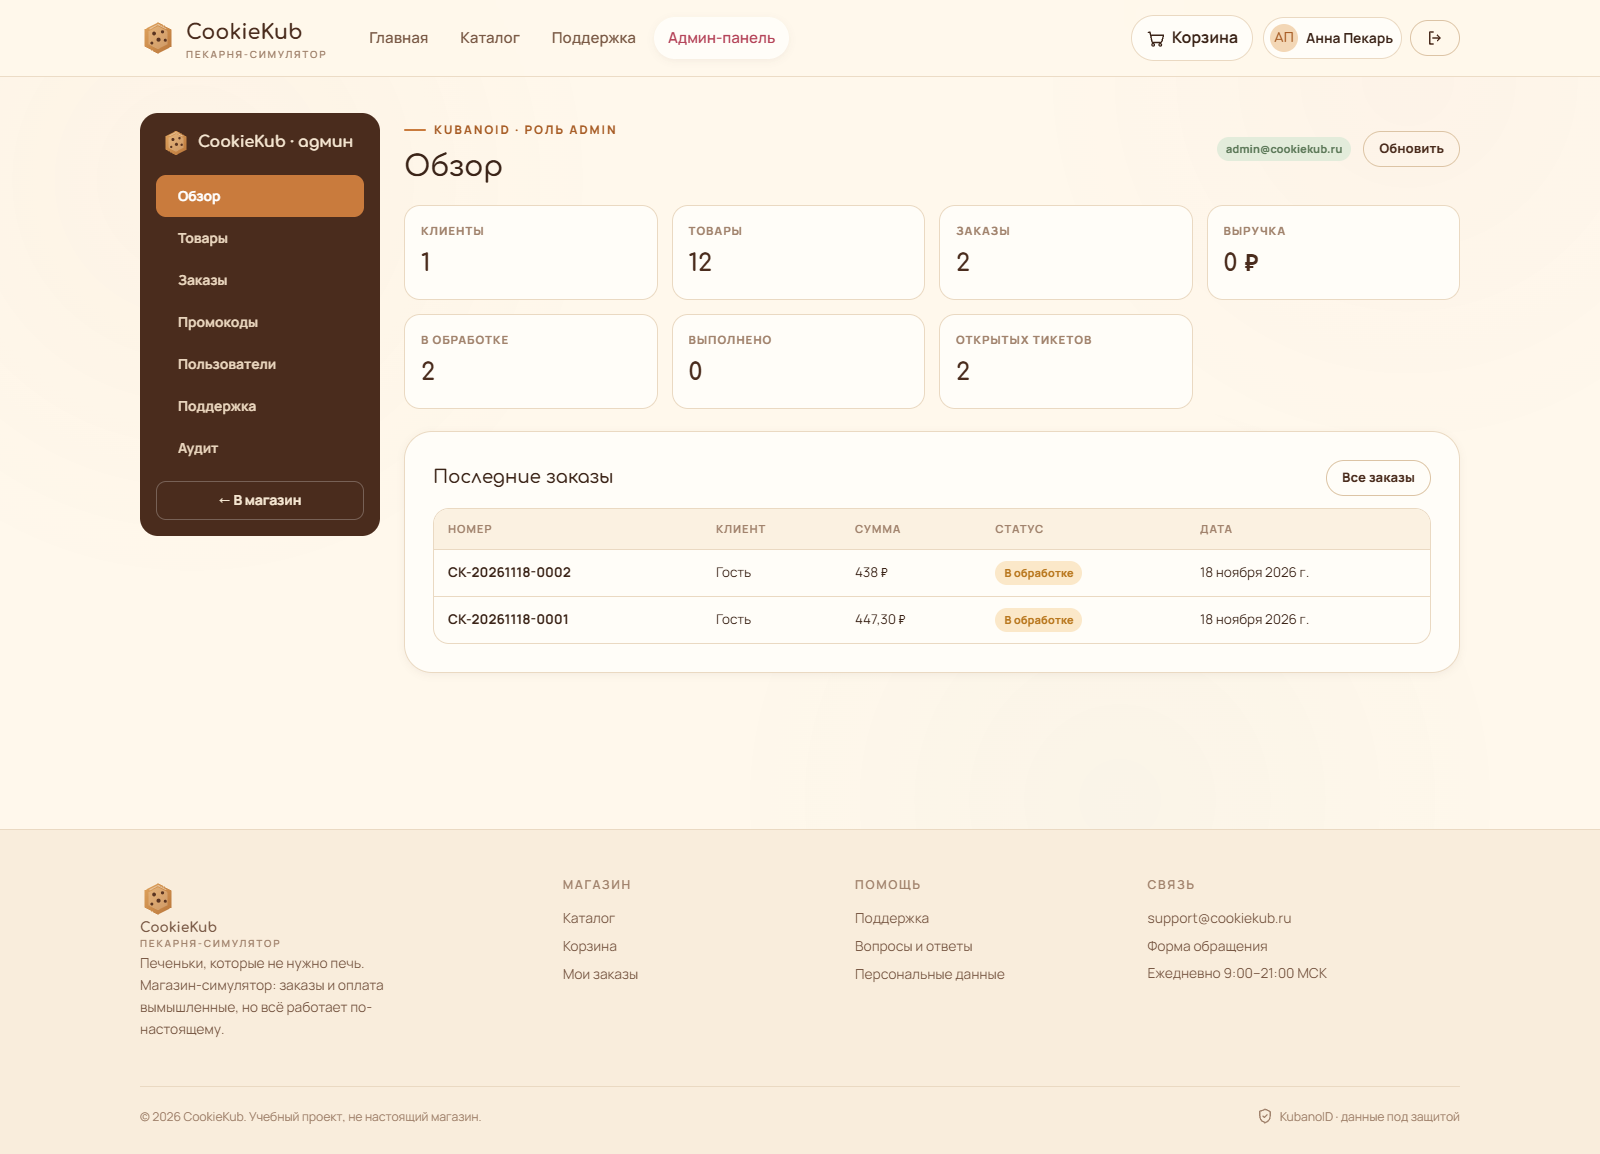 CookieKub
ПЕКАРНЯ-СИМУЛЯТОР
Главная
Каталог
Поддержка
Админ-панель
Корзина
АП
Анна Пекарь
CookieKub · админ
Обзор
Товары
Заказы
Промокоды
Пользователи
Поддержка
Аудит
← В магазин
KUBANOID · РОЛЬ ADMIN
Обзор
admin@cookiekub.ru
Обновить
КЛИЕНТЫ
1
ТОВАРЫ
12
ЗАКАЗЫ
2
ВЫРУЧКА
0 ₽
В ОБРАБОТКЕ
2
ВЫПОЛНЕНО
0
ОТКРЫТЫХ ТИКЕТОВ
2
Последние заказы
Все заказы
НОМЕР КЛИЕНТ СУММА СТАТУС ДАТА
СК-20261118-0002 Гость 438 ₽ В обработке 18 ноября 2026 г.
СК-20261118-0001 Гость 447,30 ₽ В обработке 18 ноября 2026 г.
CookieKub
ПЕКАРНЯ-СИМУЛЯТОР
Печеньки, которые не нужно печь.
Магазин-симулятор: заказы и оплата
вымышленные, но всё работает по-
настоящему.
МАГАЗИН
Каталог
Корзина
Мои заказы
ПОМОЩЬ
Поддержка
Вопросы и ответы
Персональные данные
СВЯЗЬ
support@cookiekub.ru
Форма обращения
Ежедневно 9:00–21:00 МСК
© 2026 CookieKub. Учебный проект, не настоящий магазин.
KubanoID · данные под защитой